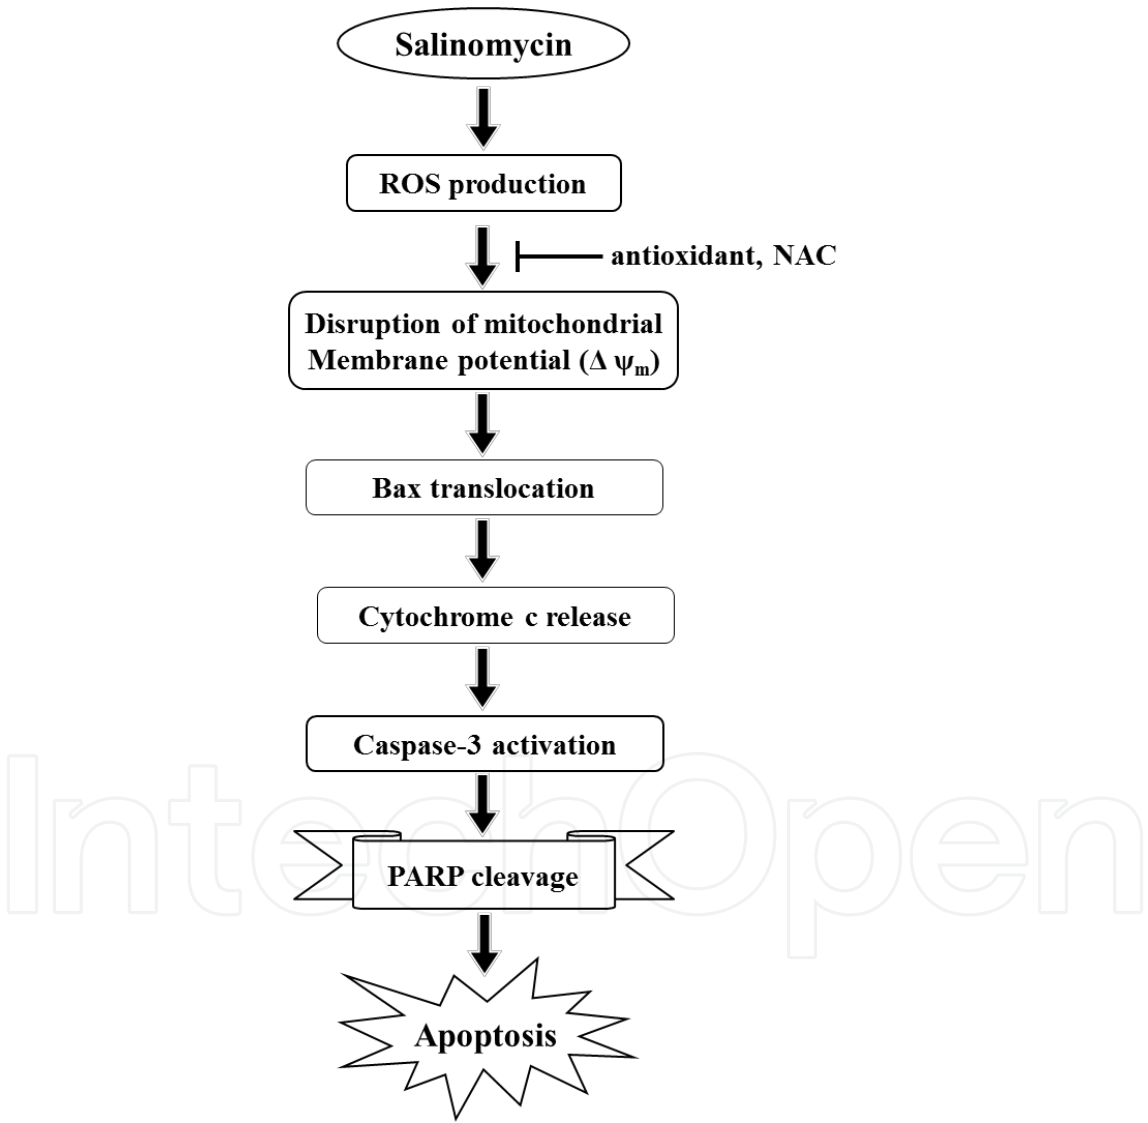 Salinomycin
ROS production
antioxidant, NAC
Disruption of mitochondrial
Membrane potential (Δ ψm)
Bax translocation
Cytochrome c release
Caspase-3 activation
IntechOpen
PARP cleavage
Apoptosis